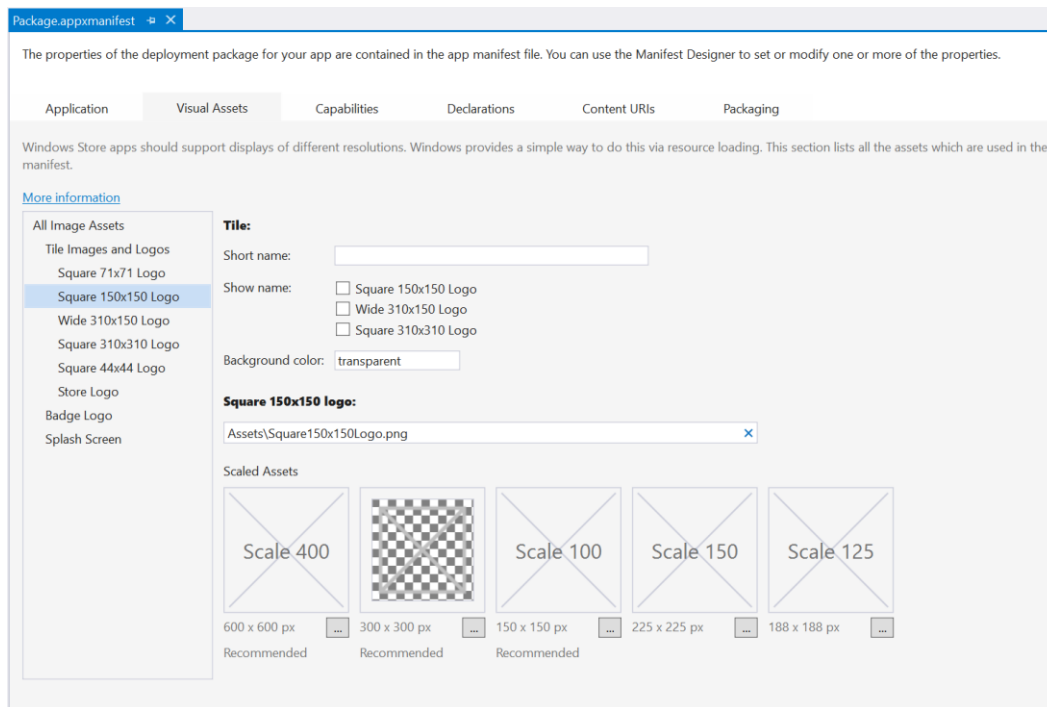 Package.appxmanifest
The properties of the deployment package for your app are contained in the app manifest file. You can use the Manifest Designer to set or modify one or more of the properties.
Application Visual Assets Capabilities Declarations Content URIs Packaging
Windows Store apps should support displays of different resolutions. Windows provides a simple way to do this via resource loading. This section lists all the assets which are used in the
manifest.
More information
All Image Assets
Tile Images and Logos
Square 71x71 Logo
Square 150x150 Logo
Wide 310x150 Logo
Square 310x310 Logo
Square 44x44 Logo
Store Logo
Badge Logo
Splash Screen
Tile:
Short name:
Show name:
Square 150x150 Logo
Wide 310x150 Logo
Square 310x310 Logo
Background color: transparent
Square 150x150 logo:
Assets\Square150x150Logo.png
Scaled Assets
Scale 400 Scale 100 Scale 150 Scale 125
600 x 600 px ... 300 x 300 px ... 150 x 150 px ... 225 x 225 px ... 188 x 188 px ...
Recommended Recommended Recommended